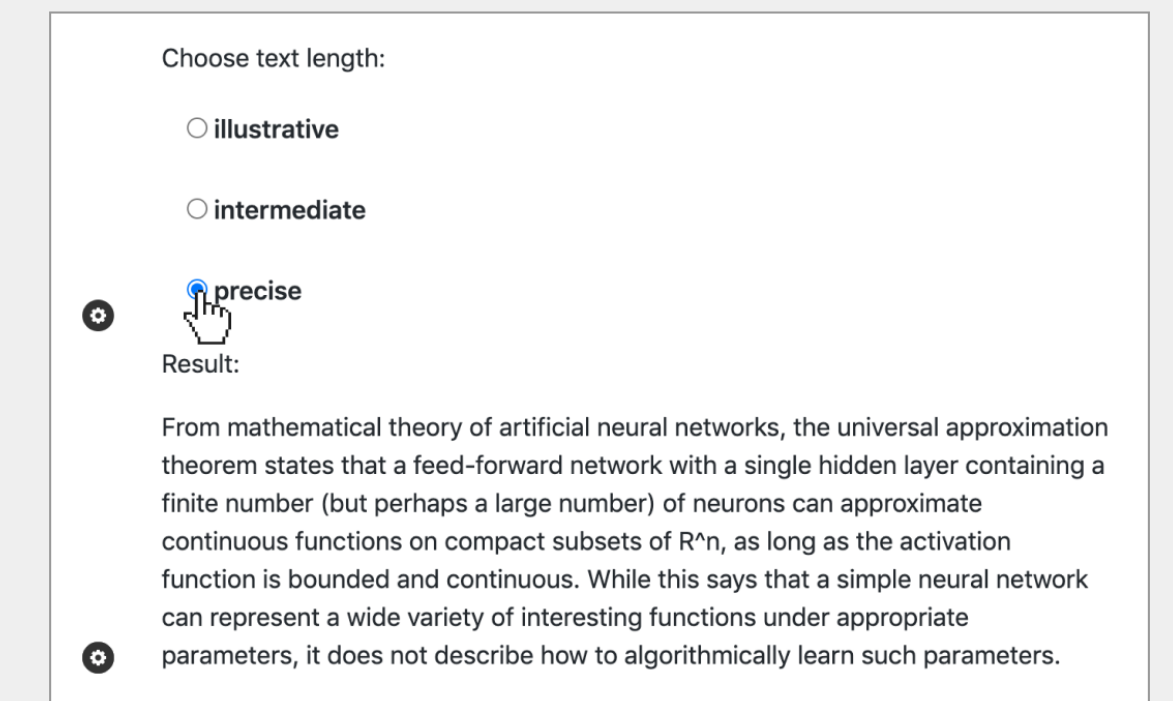 Choose text length:
illustrative
intermediate
precise
Result:
From mathematical theory of artificial neural networks, the universal approximation
theorem states that a feed-forward network with a single hidden layer containing a
finite number (but perhaps a large number) of neurons can approximate
continuous functions on compact subsets of R^n, as long as the activation
function is bounded and continuous. While this says that a simple neural network
can represent a wide variety of interesting functions under appropriate
parameters, it does not describe how to algorithmically learn such parameters.